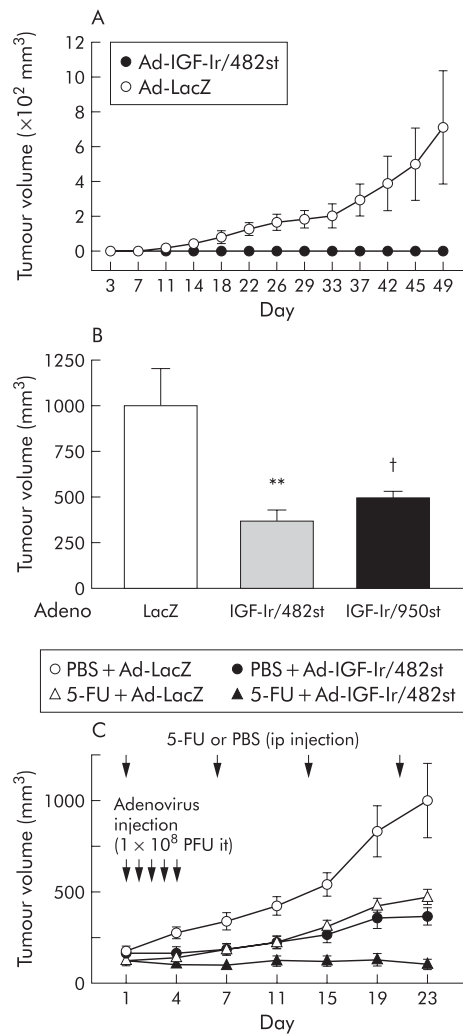 A
Tumour volume (×10² mm³)
12
10
8
6
4
2
0
Ad-IGF-Ir/482st
Ad-LacZ
3 7 11 14 18 22 26 29 33 37 42 45 49
Day
B
Tumour volume (mm³)
1250
1000
750
500
250
0
**
†
Adeno LacZ IGF-Ir/482st IGF-Ir/950st
PBS + Ad-LacZ PBS + Ad-IGF-Ir/482st
5-FU + Ad-LacZ 5-FU + Ad-IGF-Ir/482st
C
5-FU or PBS (ip injection)
Tumour volume (mm³)
1000
500
0
Adenovirus
injection
(1 × 10⁸ PFU it)
1 4 7 11 15 19 23
Day